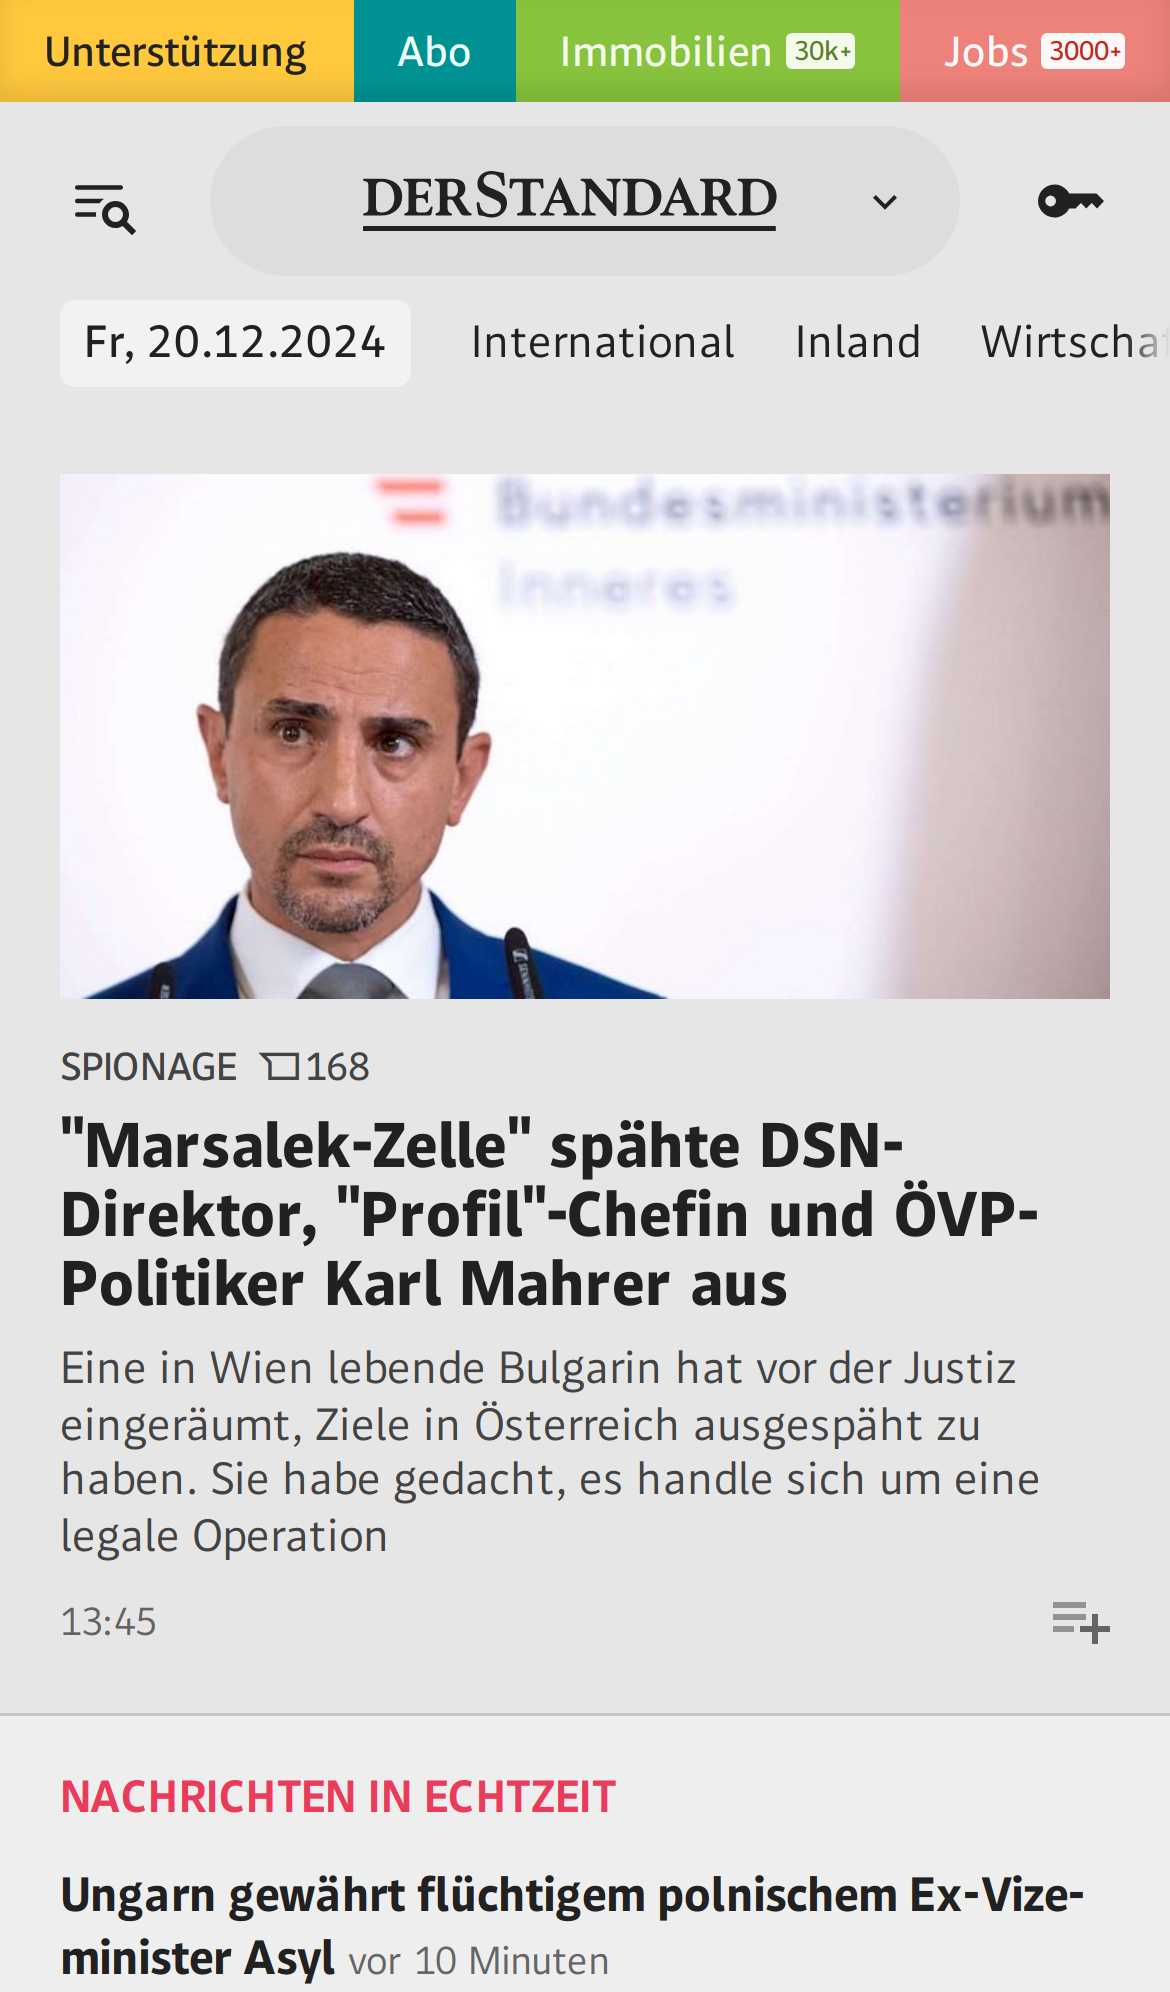 Unterstützung
Abo
Immobilien 30k+
Jobs 3000+
DERSTANDARD
Fr, 20.12.2024
International
Inland
Wirtscha
Bundesministerium
Inneres
SPIONAGE 168
"Marsalek-Zelle" spähte DSN-
Direktor, "Profil"-Chefin und ÖVP-
Politiker Karl Mahrer aus
Eine in Wien lebende Bulgarin hat vor der Justiz
eingeräumt, Ziele in Österreich ausgespäht zu
haben. Sie habe gedacht, es handle sich um eine
legale Operation
13:45
NACHRICHTEN IN ECHTZEIT
Ungarn gewährt flüchtigem polnischem Ex-Vize-
minister Asyl vor 10 Minuten